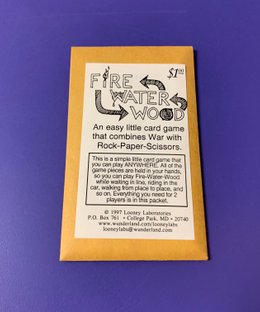 $1.00
FIRE
WATER
WOOD
An easy little card game
that combines War with
Rock-Paper-Scissors.
This is a simple little card game that
you can play ANYWHERE. All of the
game pieces are held in your hands,
so you can play Fire-Water-Wood
while waiting in line, riding in the
car, walking from place to place, and
so on. Everything you need for 2
players is in this packet.
© 1997 Looney Laboratories
P.O. Box 761 • College Park, MD • 20740
www.wunderland.com/looneylabs
looneylabs@wunderland.com